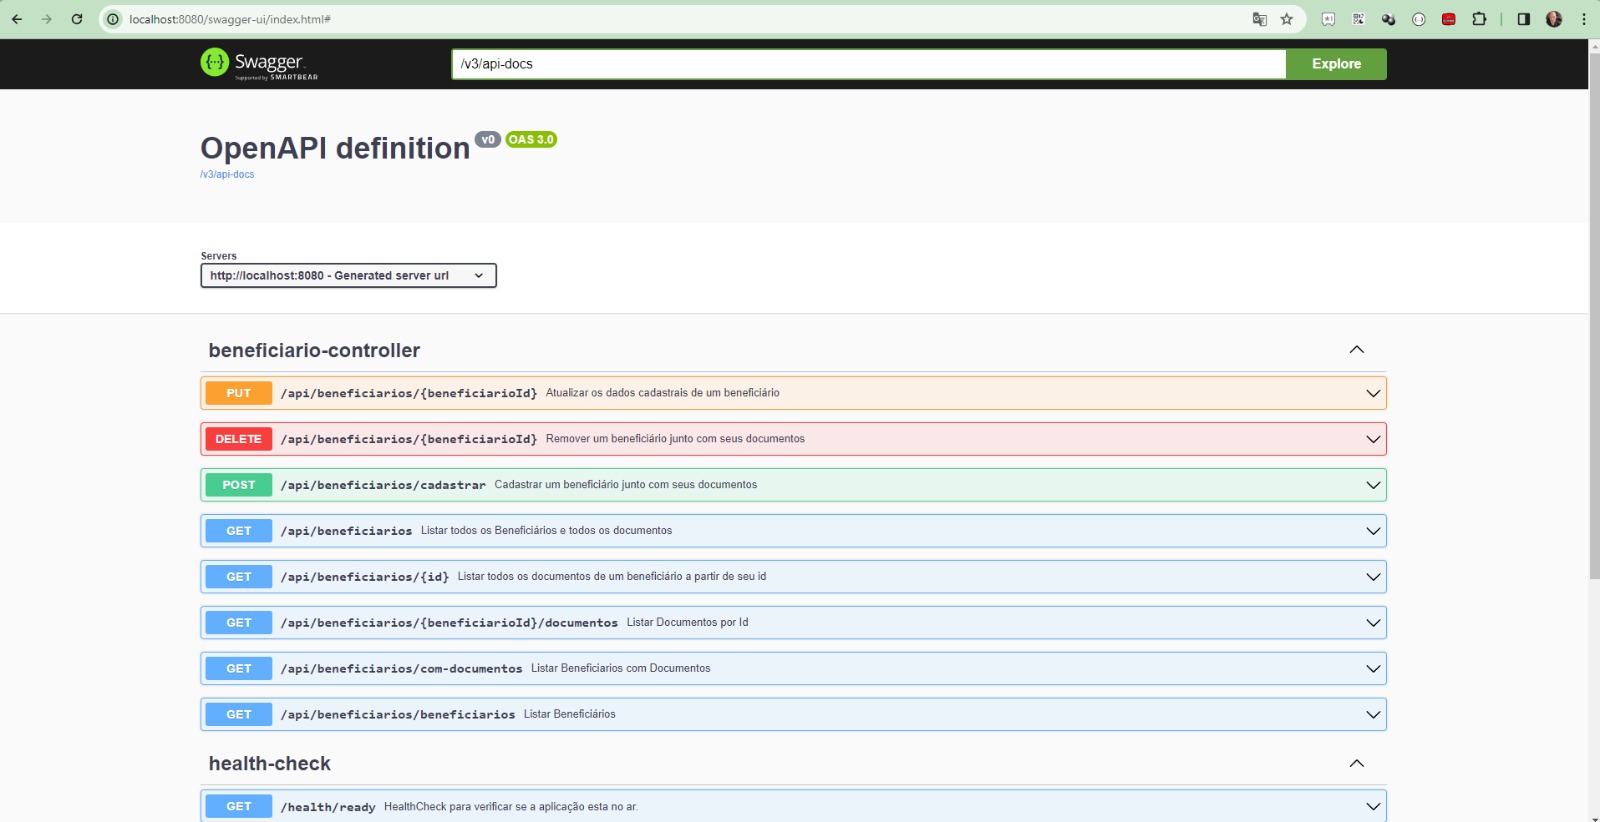 localhost:8080/swagger-ui/index.html#
Swagger
Supported by SMARTBEAR
/v3/api-docs
Explore
OpenAPI definition v0 OAS 3.0
/v3/api-docs
Servers
http://localhost:8080 - Generated server url
beneficiario-controller
PUT /api/beneficiarios/{beneficiarioId} Atualizar os dados cadastrais de um beneficiário
DELETE /api/beneficiarios/{beneficiarioId} Remover um beneficiário junto com seus documentos
POST /api/beneficiarios/cadastrar Cadastrar um beneficiário junto com seus documentos
GET /api/beneficiarios Listar todos os Beneficiários e todos os documentos
GET /api/beneficiarios/{id} Listar todos os documentos de um beneficiário a partir de seu id
GET /api/beneficiarios/{beneficiarioId}/documentos Listar Documentos por Id
GET /api/beneficiarios/com-documentos Listar Beneficiarios com Documentos
GET /api/beneficiarios/beneficiarios Listar Beneficiários
health-check
GET /health/ready HealthCheck para verificar se a aplicação esta no ar.